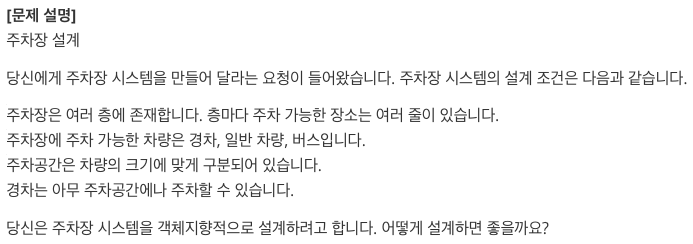 [문제 설명]
주차장 설계
당신에게 주차장 시스템을 만들어 달라는 요청이 들어왔습니다. 주차장 시스템의 설계 조건은 다음과 같습니다.
주차장은 여러 층에 존재합니다. 층마다 주차 가능한 장소는 여러 줄이 있습니다.
주차장에 주차 가능한 차량은 경차, 일반 차량, 버스입니다.
주차공간은 차량의 크기에 맞게 구분되어 있습니다.
경차는 아무 주차공간에나 주차할 수 있습니다.
당신은 주차장 시스템을 객체지향적으로 설계하려고 합니다. 어떻게 설계하면 좋을까요?